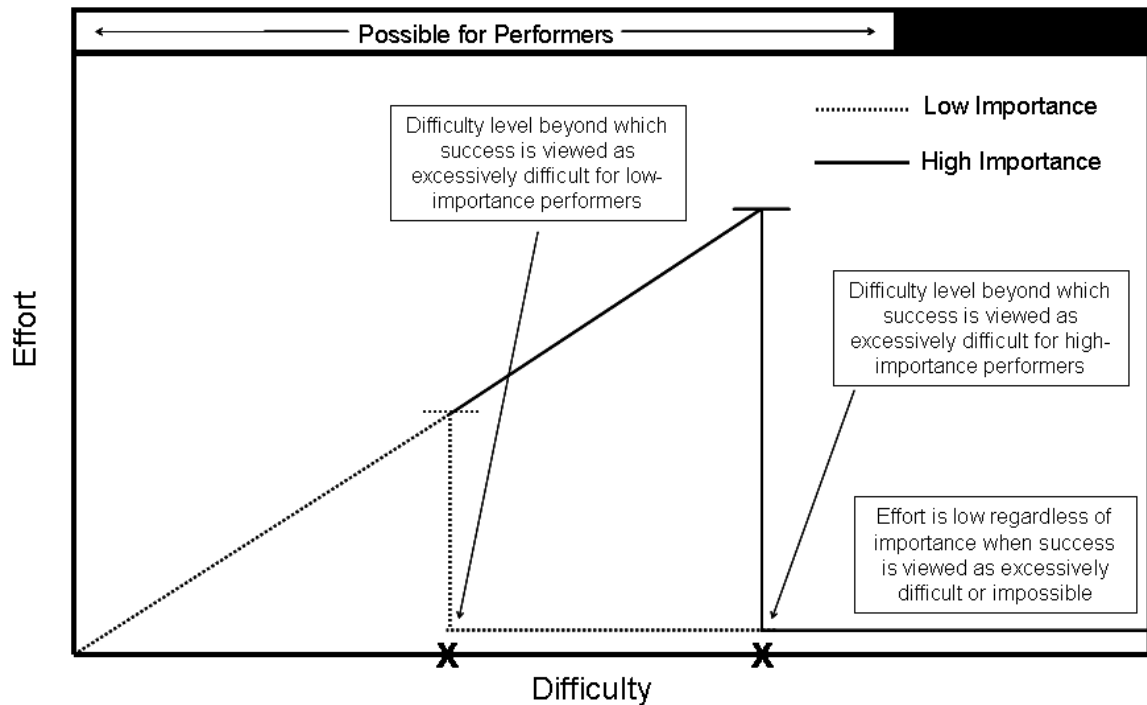 Possible for Performers
Low Importance
High Importance
Difficulty level beyond which
success is viewed as
excessively difficult for low-
importance performers
Difficulty level beyond which
success is viewed as
excessively difficult for high-
importance performers
Effort is low regardless of
importance when success
is viewed as excessively
difficult or impossible
Effort
X
X
Difficulty